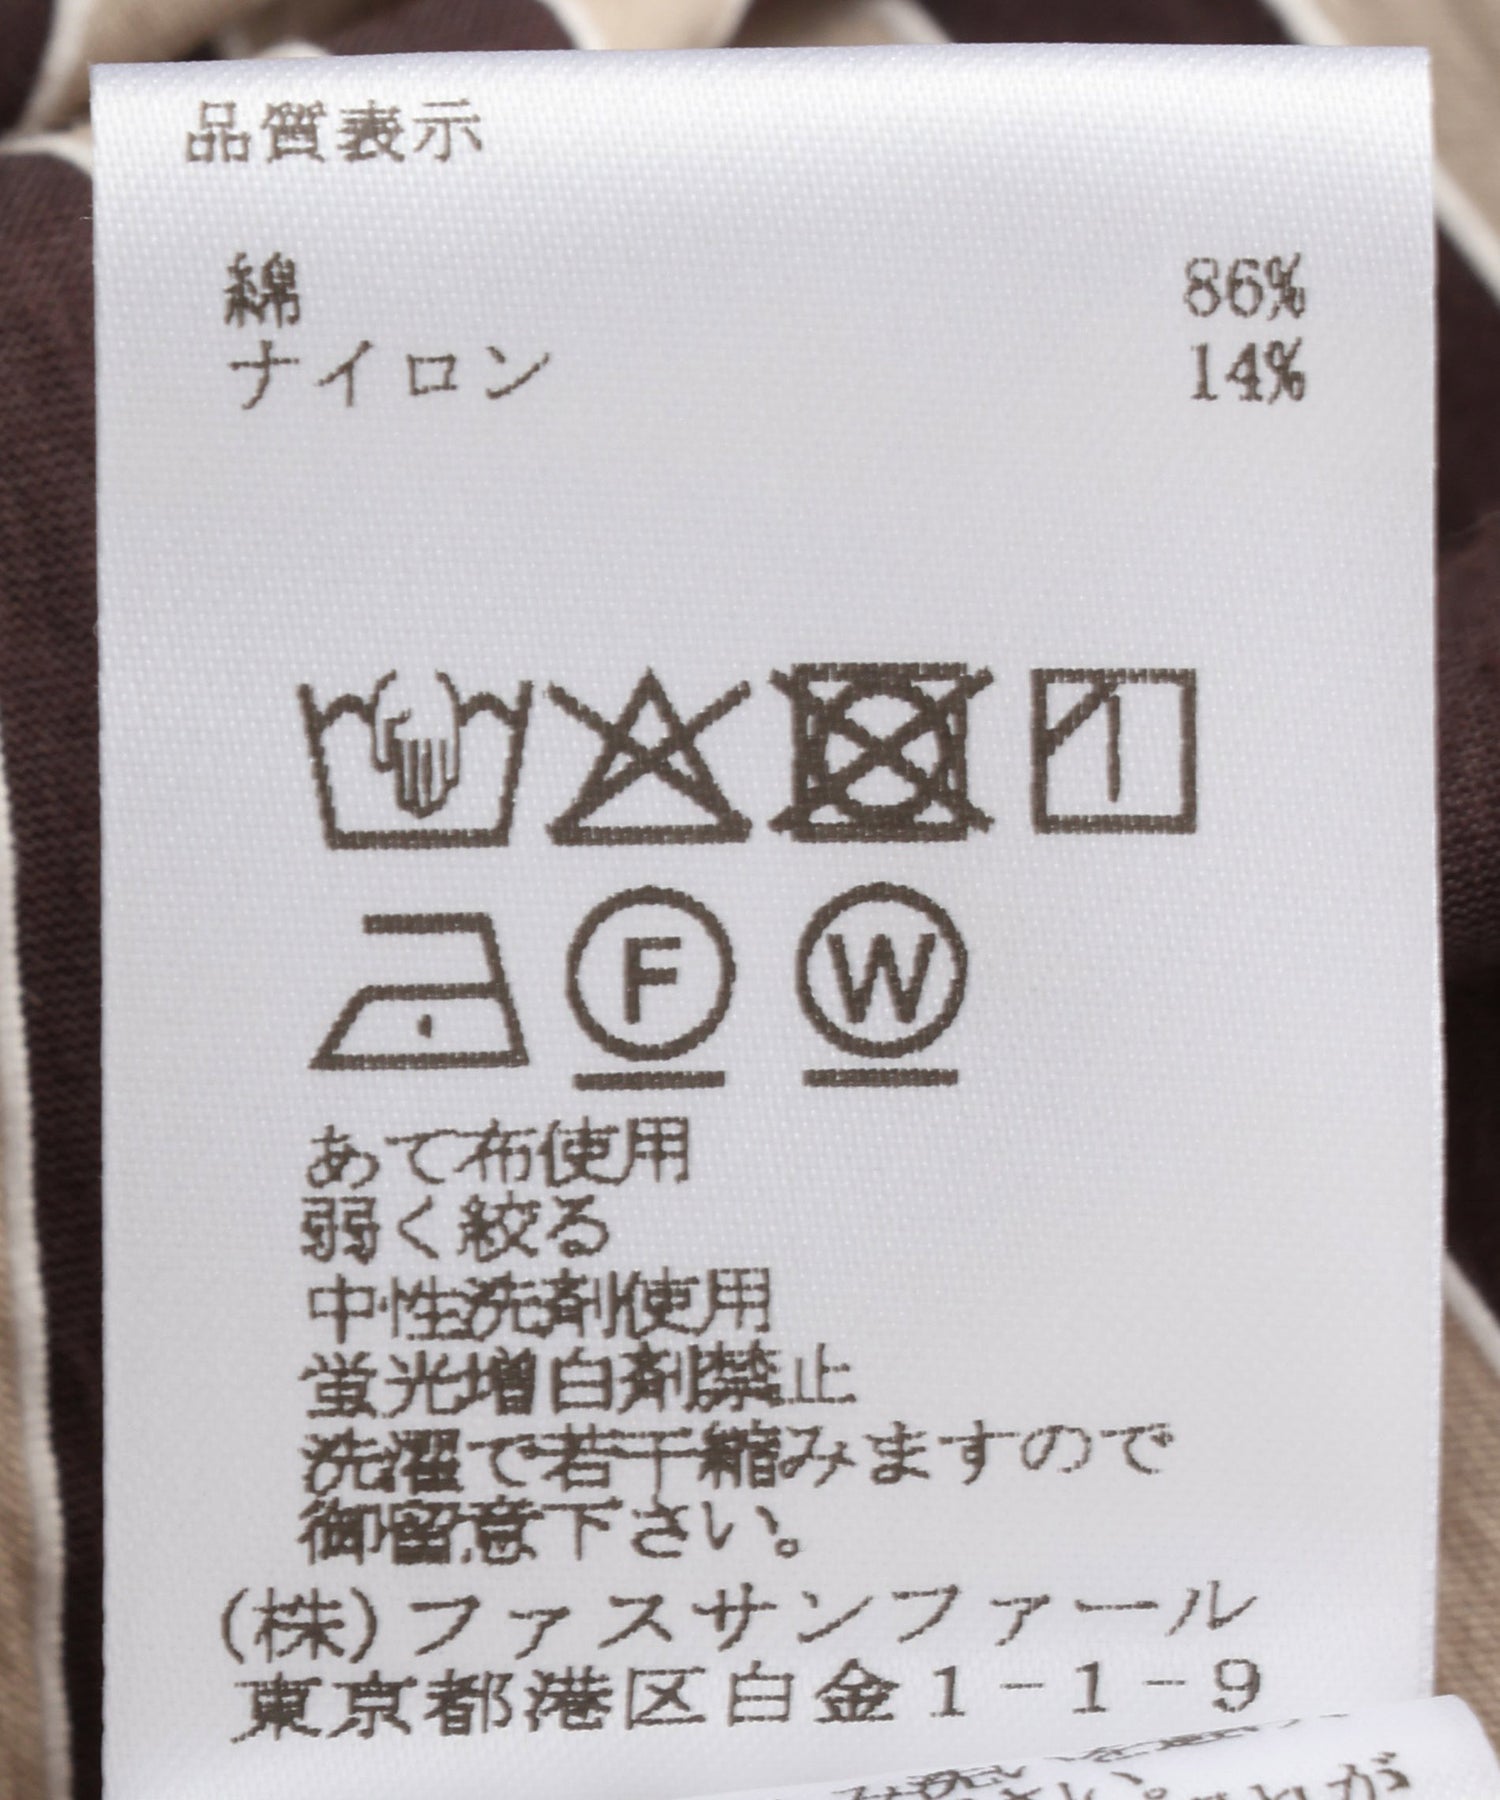 品質表示
綿 86%
ナイロン 14%
F W
あて布使用
弱く絞る
中性洗剤使用
蛍光増白剤禁止
洗濯で若干縮みますので
御留意下さい。
(株)ファスサンファール
東京都港区白金1-1-9